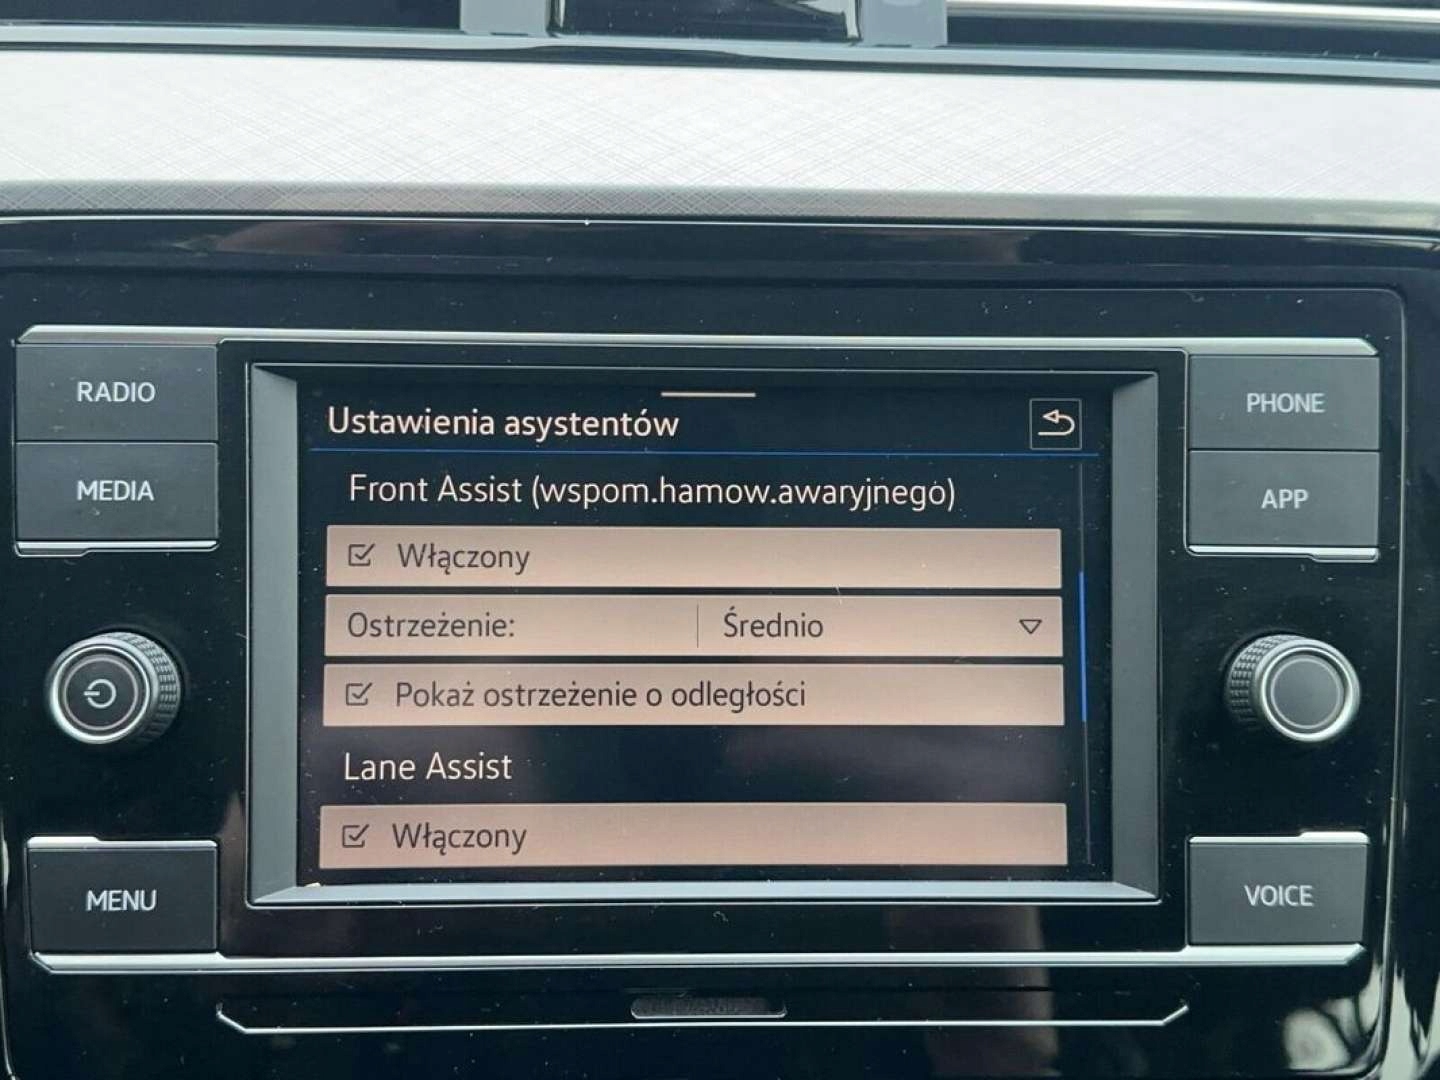 RADIO
MEDIA
MENU
Ustawienia asystentów
Front Assist (wspom.hamow.awaryjnego)
Włączony
Ostrzeżenie: Średnio
Pokaż ostrzeżenie o odległości
Lane Assist
Włączony
PHONE
APP
VOICE